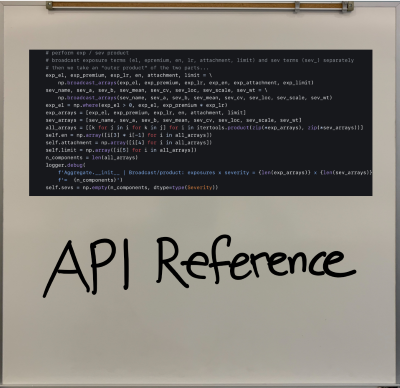 # perform exp / sev product
# broadcast exposure terms (el, epremium, en, lr, attachment, limit) and sev terms (sev_) separately
# then we take an "outer product" of the two parts...
exp_el, exp_premium, exp_lr, en, attachment, limit = \
np.broadcast_arrays(exp_el, exp_premium, exp_lr, exp_en, exp_attachment, exp_limit)
sev_name, sev_a, sev_b, sev_mean, sev_cv, sev_loc, sev_scale, sev_wt = \
np.broadcast_arrays(sev_name, sev_a, sev_b, sev_mean, sev_cv, sev_loc, sev_scale, sev_wt)
exp_el = np.where(exp_el > 0, exp_el, exp_premium * exp_lr)
exp_arrays = [exp_el, exp_premium, exp_lr, en, attachment, limit]
sev_arrays = [sev_name, sev_a, sev_b, sev_mean, sev_cv, sev_loc, sev_scale, sev_wt]
all_arrays = [[k for j in i for k in j] for i in itertools.product(zip(*exp_arrays), zip(*sev_arrays))]
self.en = np.array([i[3] * i[-1] for i in all_arrays])
self.attachment = np.array([i[4] for i in all_arrays])
self.limit = np.array([i[5] for i in all_arrays])
n_components = len(all_arrays)
logger.debug(
f'Aggregate.__init__ | Broadcast/product: exposures x severity = {len(exp_arrays)} x {len(sev_arrays)}
f'= {n_components}')
self.sevs = np.empty(n_components, dtype=type(Severity))
API Reference